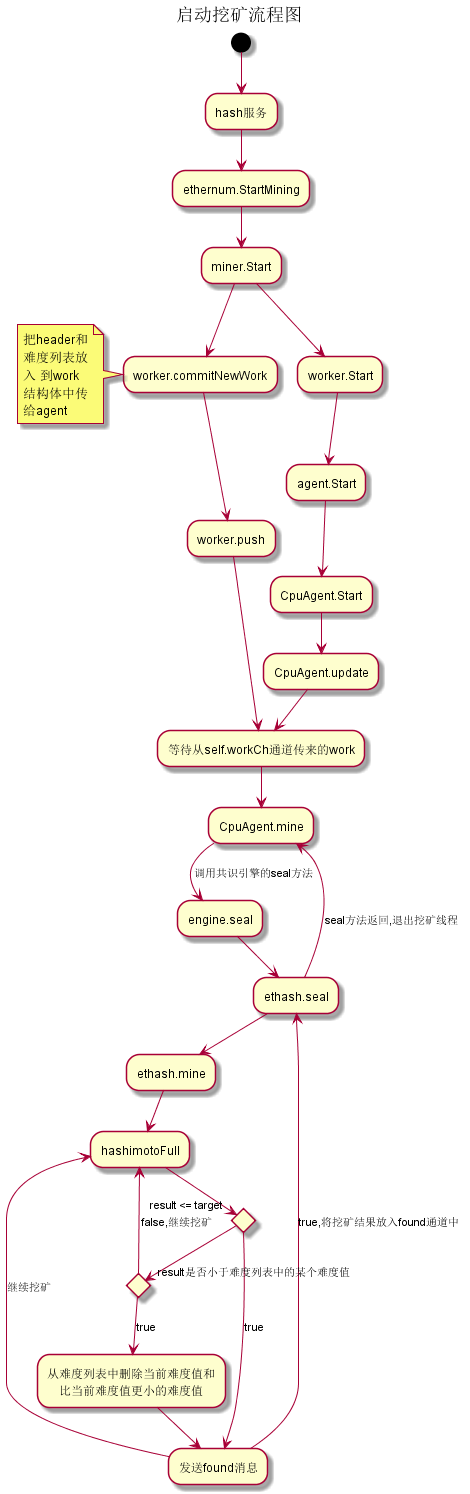 启动挖矿流程图
hash服务
ethernum.StartMining
miner.Start
把header和
难度列表放
入 到work
结构体中传
给agent
worker.commitNewWork
worker.Start
agent.Start
worker.push
CpuAgent.Start
CpuAgent.update
等待从self.workCh通道传来的work
CpuAgent.mine
调用共识引擎的seal方法
engine.seal
seal方法返回,退出挖矿线程
ethash.seal
ethash.mine
hashimotoFull
result <= target
false,继续挖矿
true,将挖矿结果放入found通道中
result是否小于难度列表中的某个难度值
继续挖矿
true
true
从难度列表中删除当前难度值和
比当前难度值更小的难度值
发送found消息